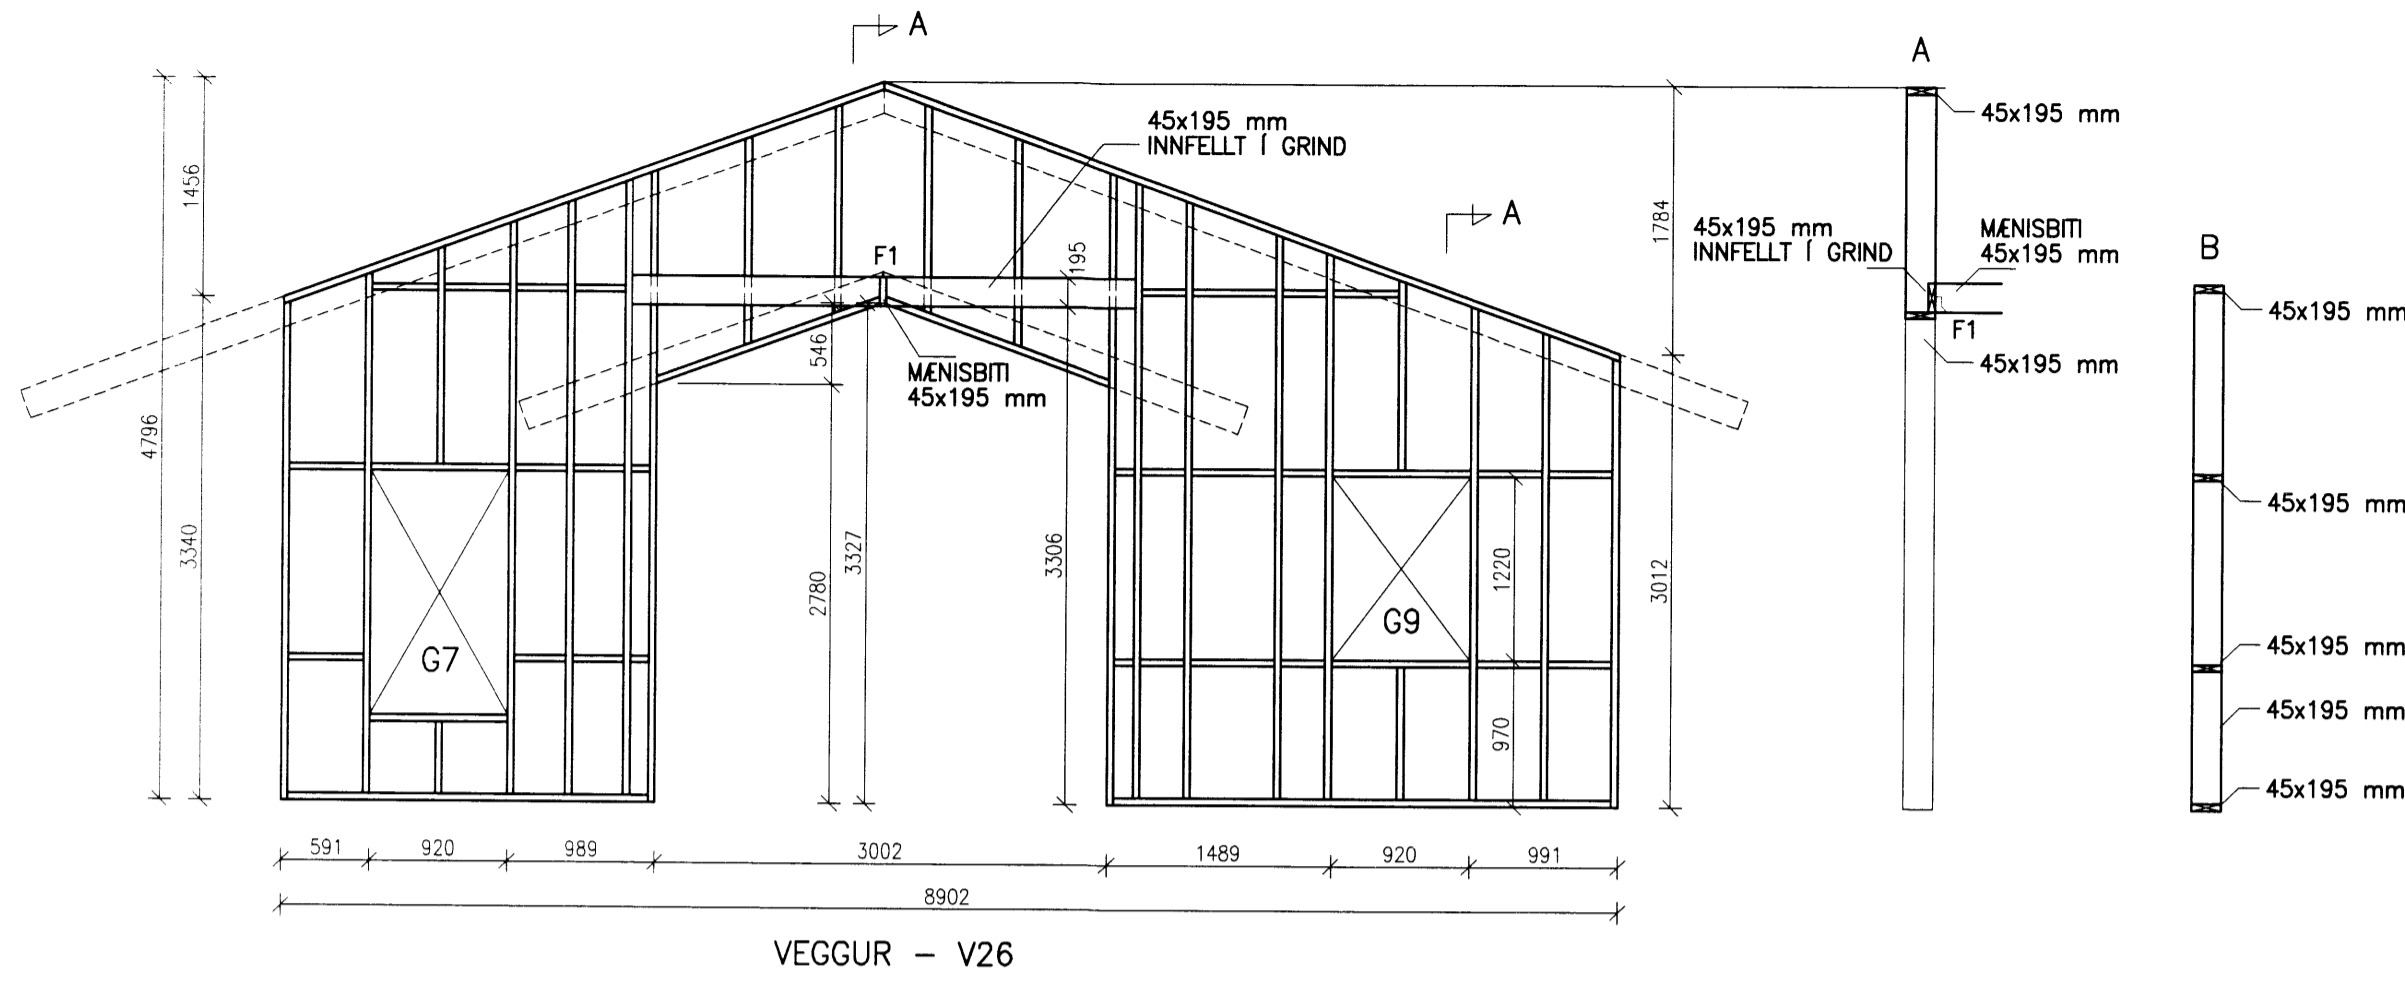 A
45x195 mm
INNFELLT Í GRIND
A
F1
MÆNISBITI
45x195 mm
G7
G9
4796
1456
3340
546
2780
3327
195
3306
1220
970
1784
3012
591
920
989
3002
1489
920
991
8902
VEGGUR – V26
A
45x195 mm
45x195 mm
INNFELLT Í GRIND
MÆNISBITI
45x195 mm
F1
45x195 mm
B
45x195 mm
45x195 mm
45x195 mm
45x195 mm
45x195 mm